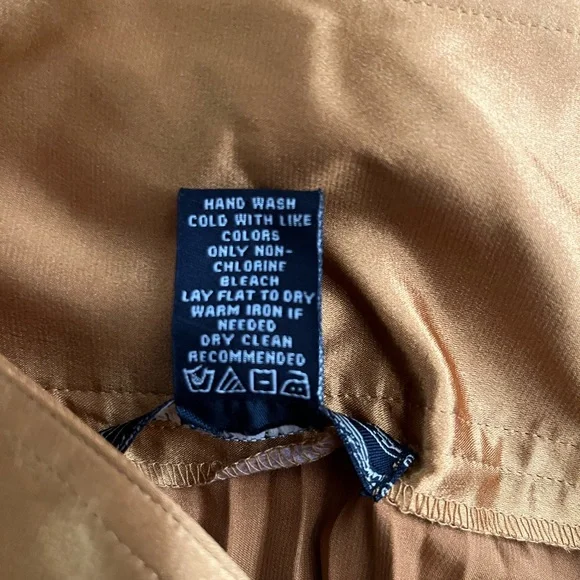 HAND WASH
COLD WITH LIKE
COLORS
ONLY NON-
CHLORINE
BLEACH
LAY FLAT TO DRY
WARM IRON IF
NEEDED
DRY CLEAN
RECOMMENDED